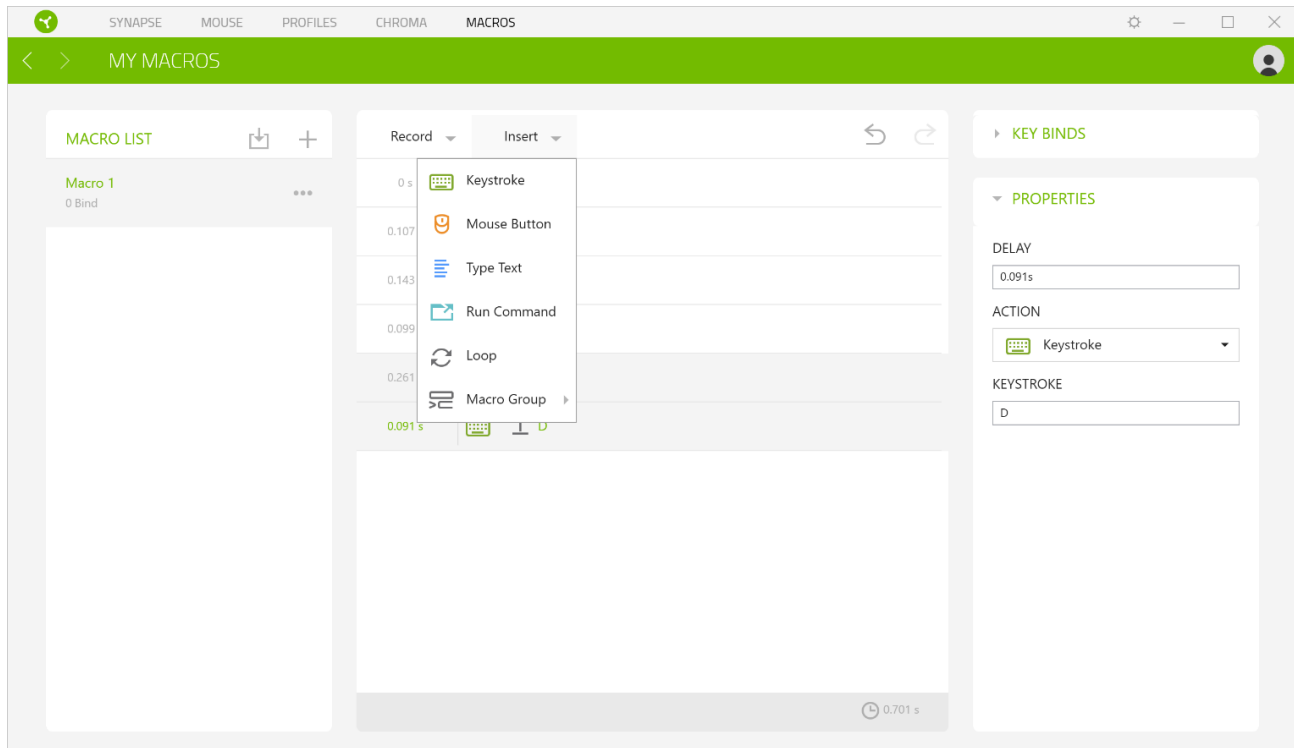 SYNAPSE MOUSE PROFILES CHROMA MACROS
MY MACROS
MACRO LIST
Macro 1
0 Bind
Record Insert
Keystroke
Mouse Button
Type Text
Run Command
Loop
Macro Group
0 s
0.107
0.143
0.099
0.261
0.091 s D
0.701 s
KEY BINDS
PROPERTIES
DELAY
0.091s
ACTION
Keystroke
KEYSTROKE
D